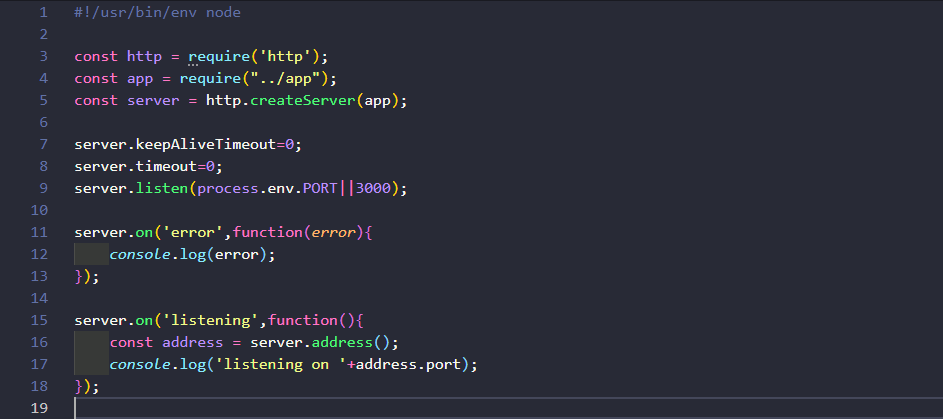 1 #!/usr/bin/env node
2
3 const http = require('http');
4 const app = require("../app");
5 const server = http.createServer(app);
6
7 server.keepAliveTimeout=0;
8 server.timeout=0;
9 server.listen(process.env.PORT||3000);
10
11 server.on('error',function(error){
12     console.log(error);
13 });
14
15 server.on('listening',function(){
16     const address = server.address();
17     console.log('listening on '+address.port);
18 });
19